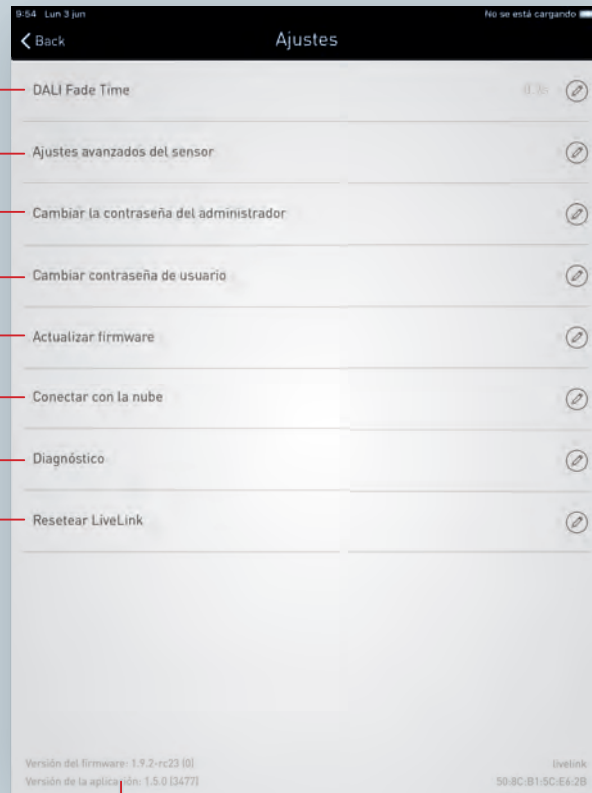 9:54 Lun 3 jun
No se está cargando
Back
Ajustes
DALI Fade Time
Ajustes avanzados del sensor
Cambiar la contraseña del administrador
Cambiar contraseña de usuario
Actualizar firmware
Conectar con la nube
Diagnóstico
Resetear LiveLink
Versión del firmware: 1.9.2-rc23 (0)
livelink
Versión de la aplicación: 1.5.0 (3477)
50:8C:B1:5C:E6:2B